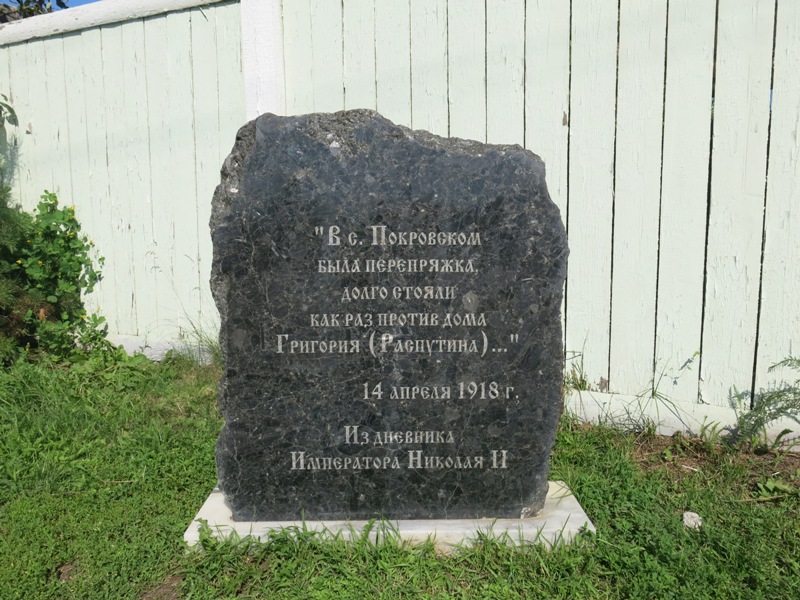 "В с. Покровском
была перепряжка,
долго стояли
как раз против дома
Григория (Распутина)..."
14 апреля 1918 г.
Из дневника
Императора Николая II